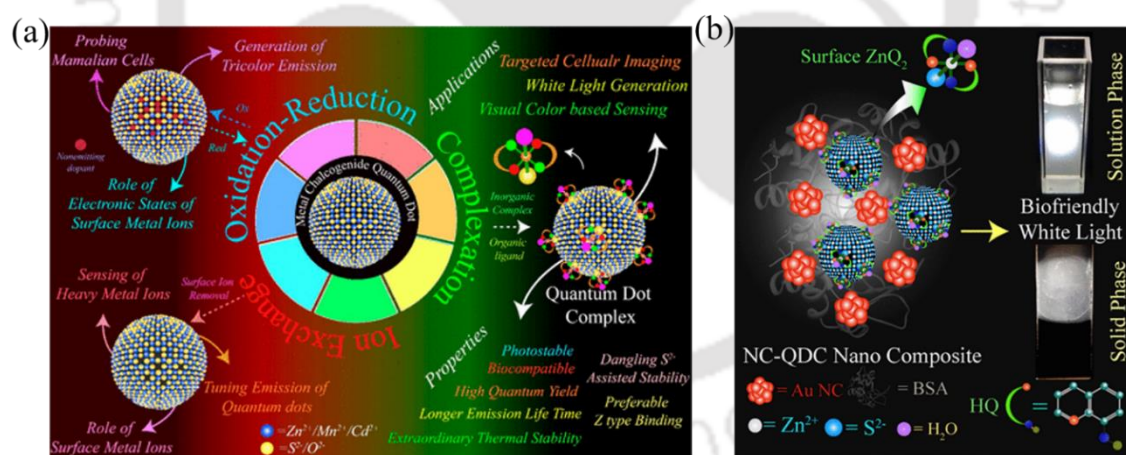 (a)
Probing
Mamalian Cells
Generation of
Tricolor Emission
Ox
Red
Nonemitting
dopant
Role of
Electronic States of
Surface Metal Ions
Oxidation-Reduction
Complexation
Ion Exchange
Metal Chalcogenide Quantum Dot
Applications
Targeted Cellualr Imaging
White Light Generation
Visual Color based Sensing
Inorganic
Complex
Organic
ligand
Quantum Dot
Complex
Sensing of
Heavy Metal Ions
Surface Ion
Removal
Tuning Emission of
Quantum dots
Role of
Surface Metal Ions
=Zn²⁺/Mn²⁺/Cd²⁺
=S²⁻/O²⁻
Properties
Photostable
Biocompatible
High Quantum Yield
Longer Emission Life Time
Extraordinary Thermal Stability
Dangling S²⁻
Assisted Stability
Preferable
Z type Binding
(b)
Surface ZnQ₂
Solution Phase
Biofriendly
White Light
Solid Phase
NC-QDC Nano Composite
= Au NC
= BSA
= Zn²⁺
= S²⁻
= H₂O
HQ
=